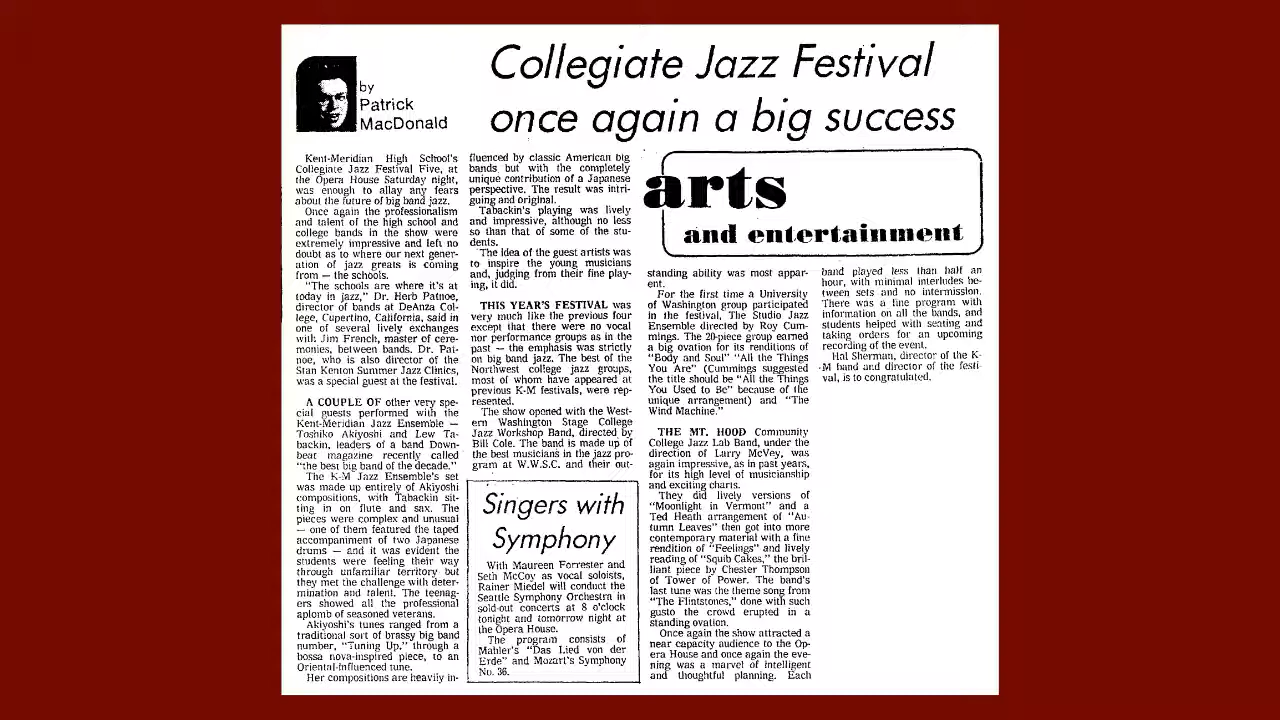 Collegiate Jazz Festival
once again a big success
by
Patrick
MacDonald
Kent-Meridian High School's
Collegiate Jazz Festival Five, at
the Opera House Saturday night,
was enough to allay any fears
about the future of big band jazz.
Once again the professionalism
and talent of the high school and
college bands in the show were
extremely impressive and left no
doubt as to where our next gener-
ation of jazz greats is coming
from — the schools.
"The schools are where it's at
today in jazz," Dr. Herb Patnoe,
director of bands at DeAnza Col-
lege, Cupertino, California, said in
one of several lively exchanges
with Jim French, master of cere-
monies, between bands. Dr. Pat-
noe, who is also director of the
Stan Kenton Summer Jazz Clinics,
was a special guest at the festival.
A COUPLE OF other very spe-
cial guests performed with the
Kent-Meridian Jazz Ensemble —
Toshiko Akiyoshi and Lew Ta-
backin, leaders of a band Down-
beat magazine recently called
"the best big band of the decade."
The K-M Jazz Ensemble's set
was made up entirely of Akiyoshi
compositions, with Tabackin sit-
ting in on flute and sax. The
pieces were complex and unusual
— one of them featured the taped
accompaniment of two Japanese
drums — and it was evident the
students were feeling their way
through unfamiliar territory but
they met the challenge with deter-
mination and talent. The teenag-
ers showed all the professional
aplomb of seasoned veterans.
Akiyoshi's tunes ranged from a
traditional sort of brassy big band
number, "Tuning Up," through a
bossa nova-inspired piece, to an
Oriental-influenced tune.
Her compositions are heavily in-
fluenced by classic American big
bands but with the completely
unique contribution of a Japanese
perspective. The result was intri-
guing and original.
Tabackin's playing was lively
and impressive, although no less
so than that of some of the stu-
dents.
The idea of the guest artists was
to inspire the young musicians
and, judging from their fine play-
ing, it did.
THIS YEAR'S FESTIVAL was
very much like the previous four
except that there were no vocal
nor performance groups as in the
past — the emphasis was strictly
on big band jazz. The best of the
Northwest college jazz groups,
most of whom have appeared at
previous K-M festivals, were rep-
resented.
The show opened with the West-
ern Washington Stage College
Jazz Workshop Band, directed by
Bill Cole. The band is made up of
the best musicians in the jazz pro-
gram at W.W.S.C. and their out-
arts
and entertainment
standing ability was most appar-
ent.
For the first time a University
of Washington group participated
in the festival. The Studio Jazz
Ensemble directed by Roy Cum-
mings. The 20-piece group earned
a big ovation for its renditions of
"Body and Soul" "All the Things
You Are" (Cummings suggested
the title should be "All the Things
You Used to Be" because of the
unique arrangement) and "The
Wind Machine."
THE MT. HOOD Community
College Jazz Lab Band, under the
direction of Larry McVey, was
again impressive, as in past years,
for its high level of musicianship
and exciting charts.
They did lively versions of
"Moonlight in Vermont" and a
Ted Heath arrangement of "Au-
tumn Leaves" then got into more
contemporary material with a fine
rendition of "Feelings" and lively
reading of "Squib Cakes," the bril-
liant piece by Chester Thompson
of Tower of Power. The band's
last tune was the theme song from
"The Flintstones," done with such
gusto the crowd erupted in a
standing ovation.
Once again the show attracted a
near capacity audience to the Op-
era House and once again the eve-
ning was a marvel of intelligent
and thoughtful planning. Each
band played less than half an
hour, with minimal interludes be-
tween sets and no intermission.
There was a fine program with
information on all the bands, and
students helped with seating and
taking orders for an upcoming
recording of the event.
Hal Sherman, director of the K-
-M band and director of the festi-
val, is to congratulated.
Singers with
Symphony
With Maureen Forrester and
Seth McCoy as vocal soloists,
Rainer Miedel will conduct the
Seattle Symphony Orchestra in
sold-out concerts at 8 o'clock
tonight and tomorrow night at
the Opera House.
The program consists of
Mahler's "Das Lied von der
Erde" and Mozart's Symphony
No. 36.